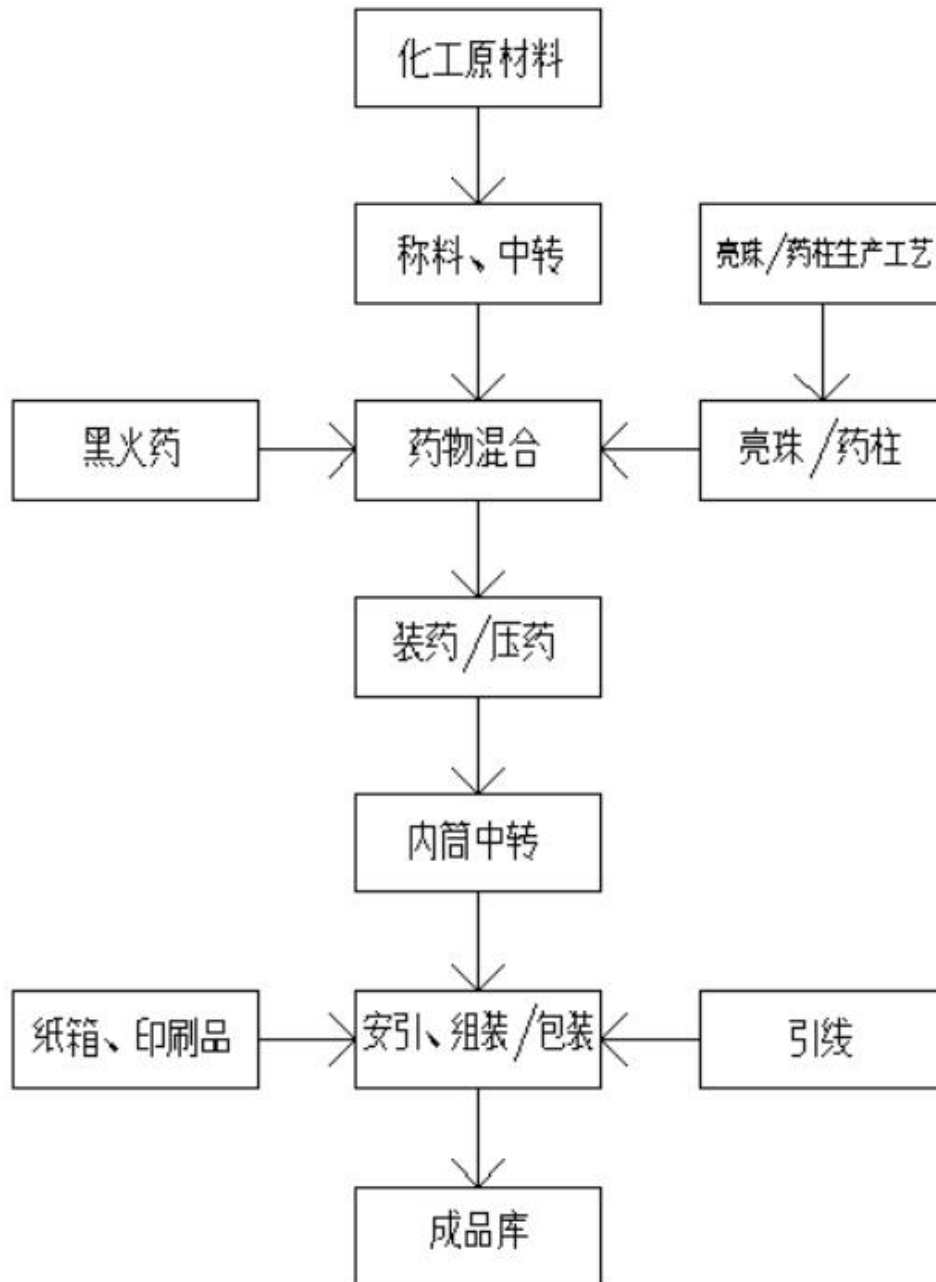 化工原材料
称料、中转
亮珠/药柱生产工艺
黑火药
药物混合
亮珠/药柱
装药/压药
内筒中转
纸箱、印刷品
安引、组装/包装
引线
成品库